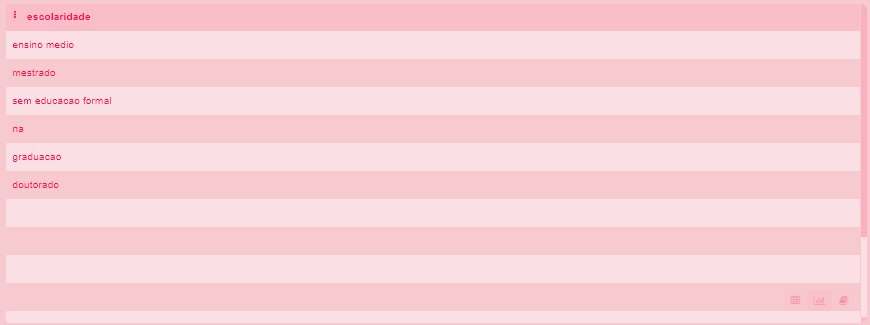 escolaridade
ensino medio
mestrado
sem educacao formal
na
graduacao
doutorado